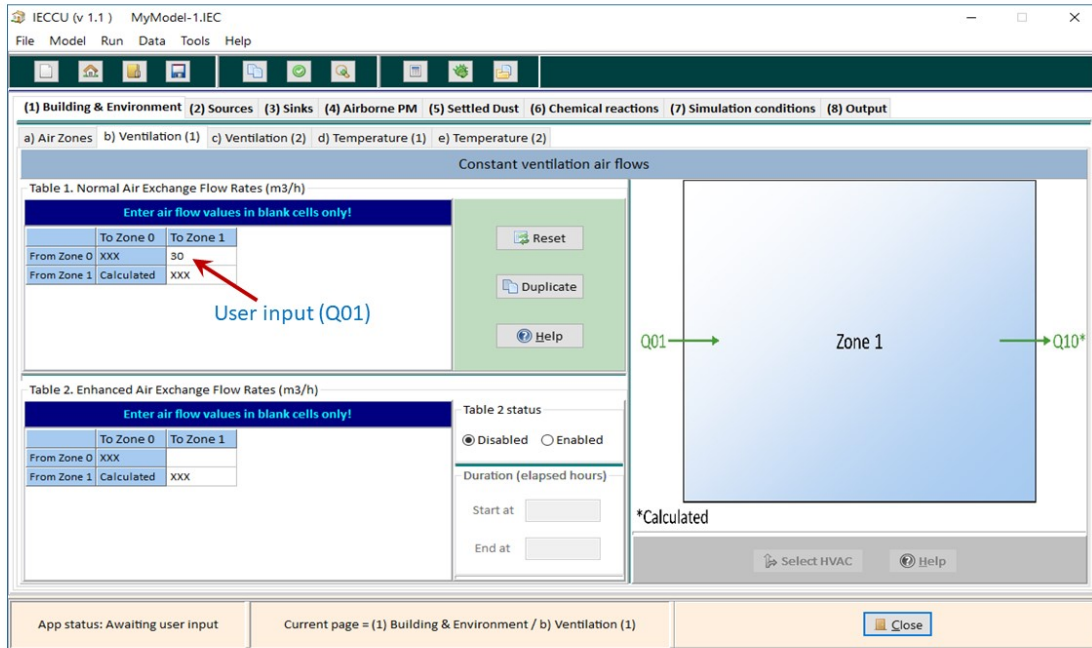 IECCU (v 1.1 ) MyModel-1.IEC
File Model Run Data Tools Help
(1) Building & Environment (2) Sources (3) Sinks (4) Airborne PM (5) Settled Dust (6) Chemical reactions (7) Simulation conditions (8) Output
a) Air Zones b) Ventilation (1) c) Ventilation (2) d) Temperature (1) e) Temperature (2)
Constant ventilation air flows
Table 1. Normal Air Exchange Flow Rates (m3/h)
Enter air flow values in blank cells only!
To Zone 0 To Zone 1
From Zone 0 XXX 30
From Zone 1 Calculated XXX
User input (Q01)
Reset
Duplicate
Help
Table 2. Enhanced Air Exchange Flow Rates (m3/h)
Enter air flow values in blank cells only!
To Zone 0 To Zone 1
From Zone 0 XXX
From Zone 1 Calculated XXX
Table 2 status
Disabled Enabled
Duration (elapsed hours)
Start at
End at
Q01 Zone 1 Q10*
*Calculated
Select HVAC Help
App status: Awaiting user input Current page = (1) Building & Environment / b) Ventilation (1) Close